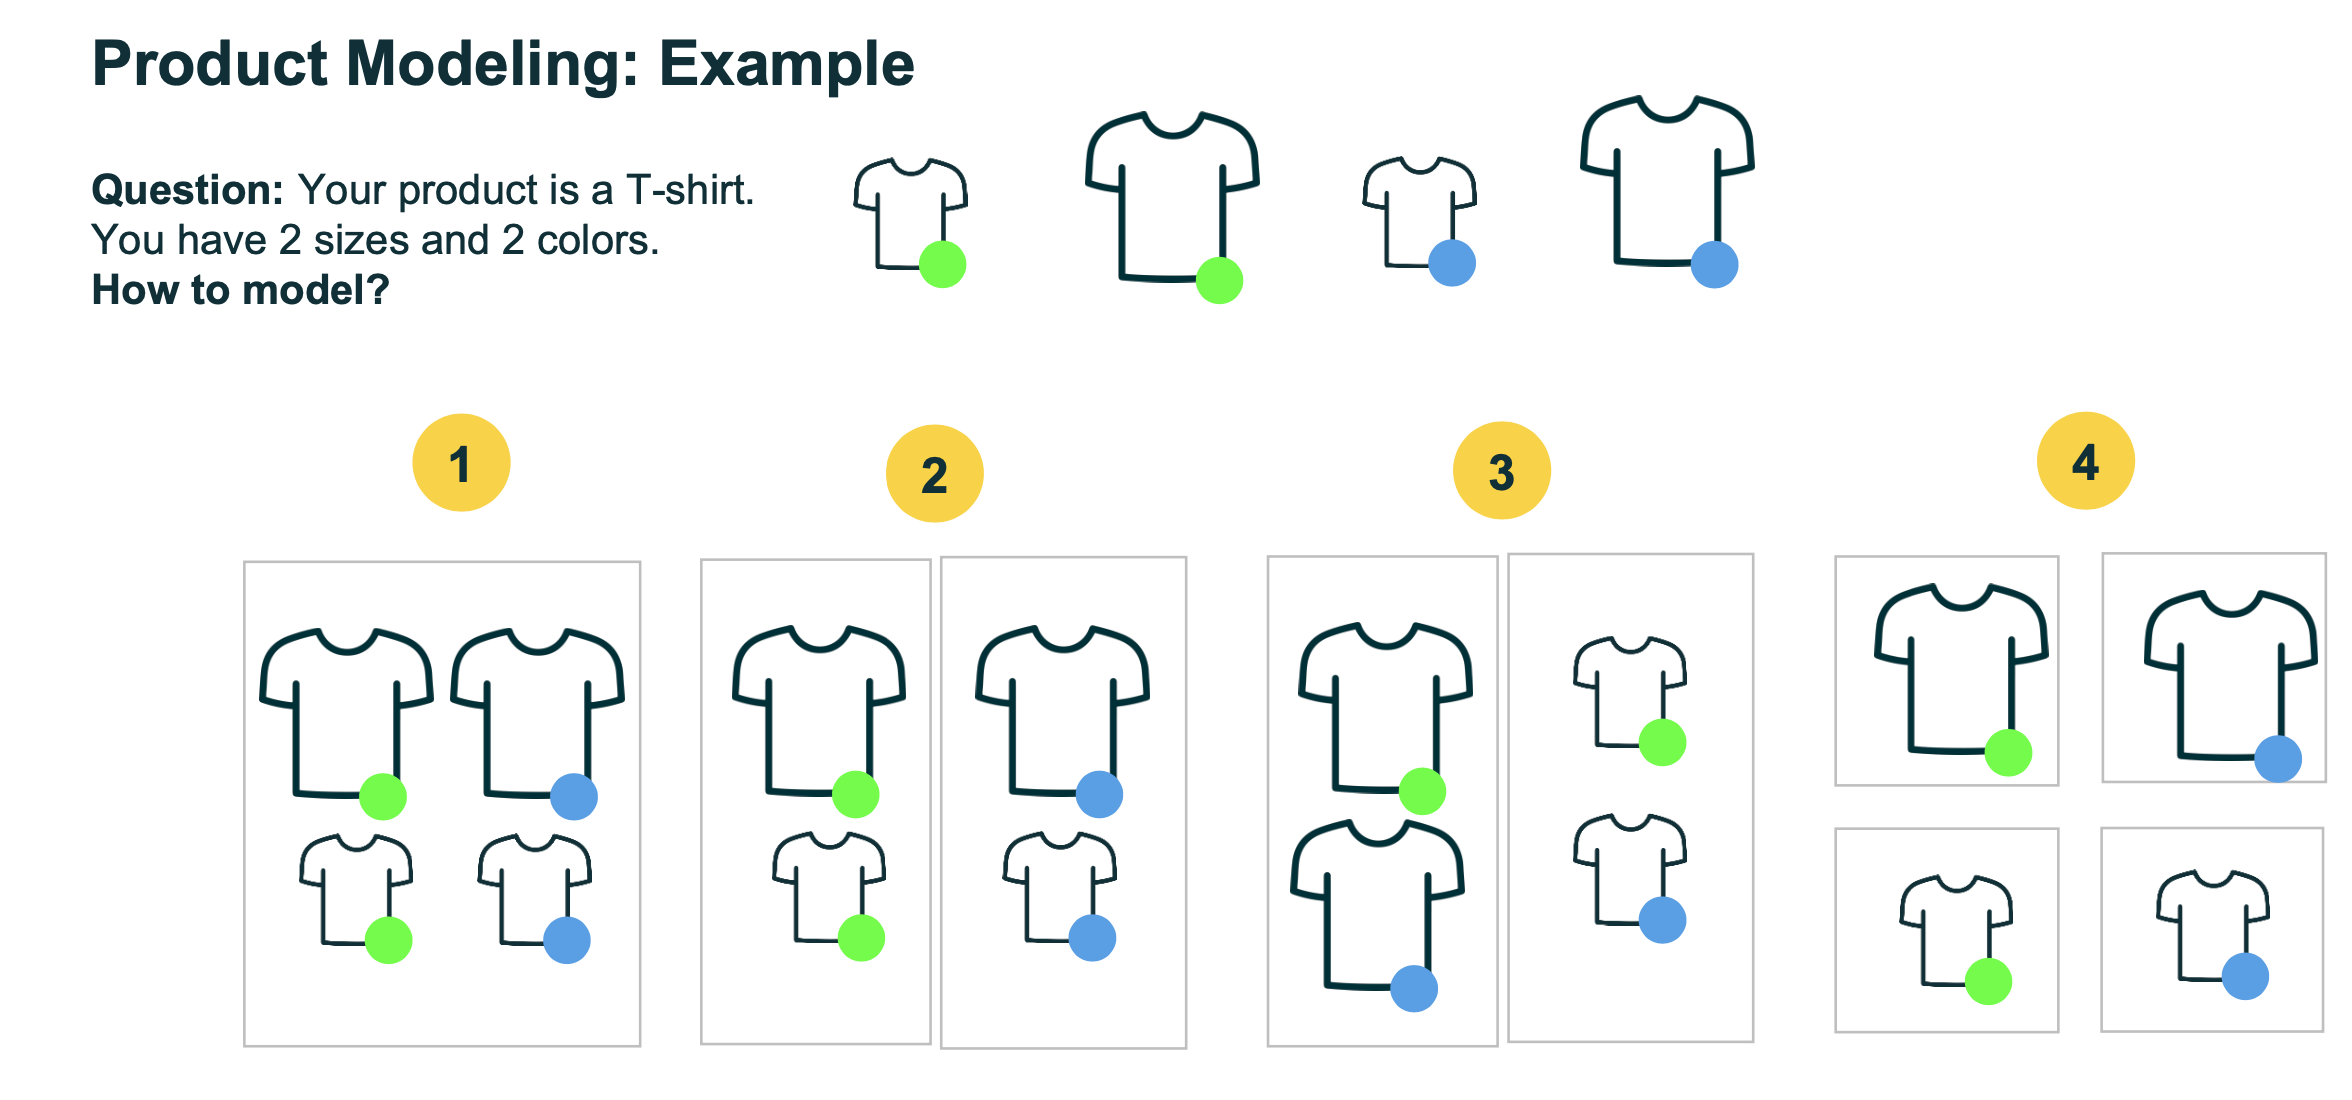 Product Modeling: Example
Question: Your product is a T-shirt.
You have 2 sizes and 2 colors.
How to model?
1
2
3
4